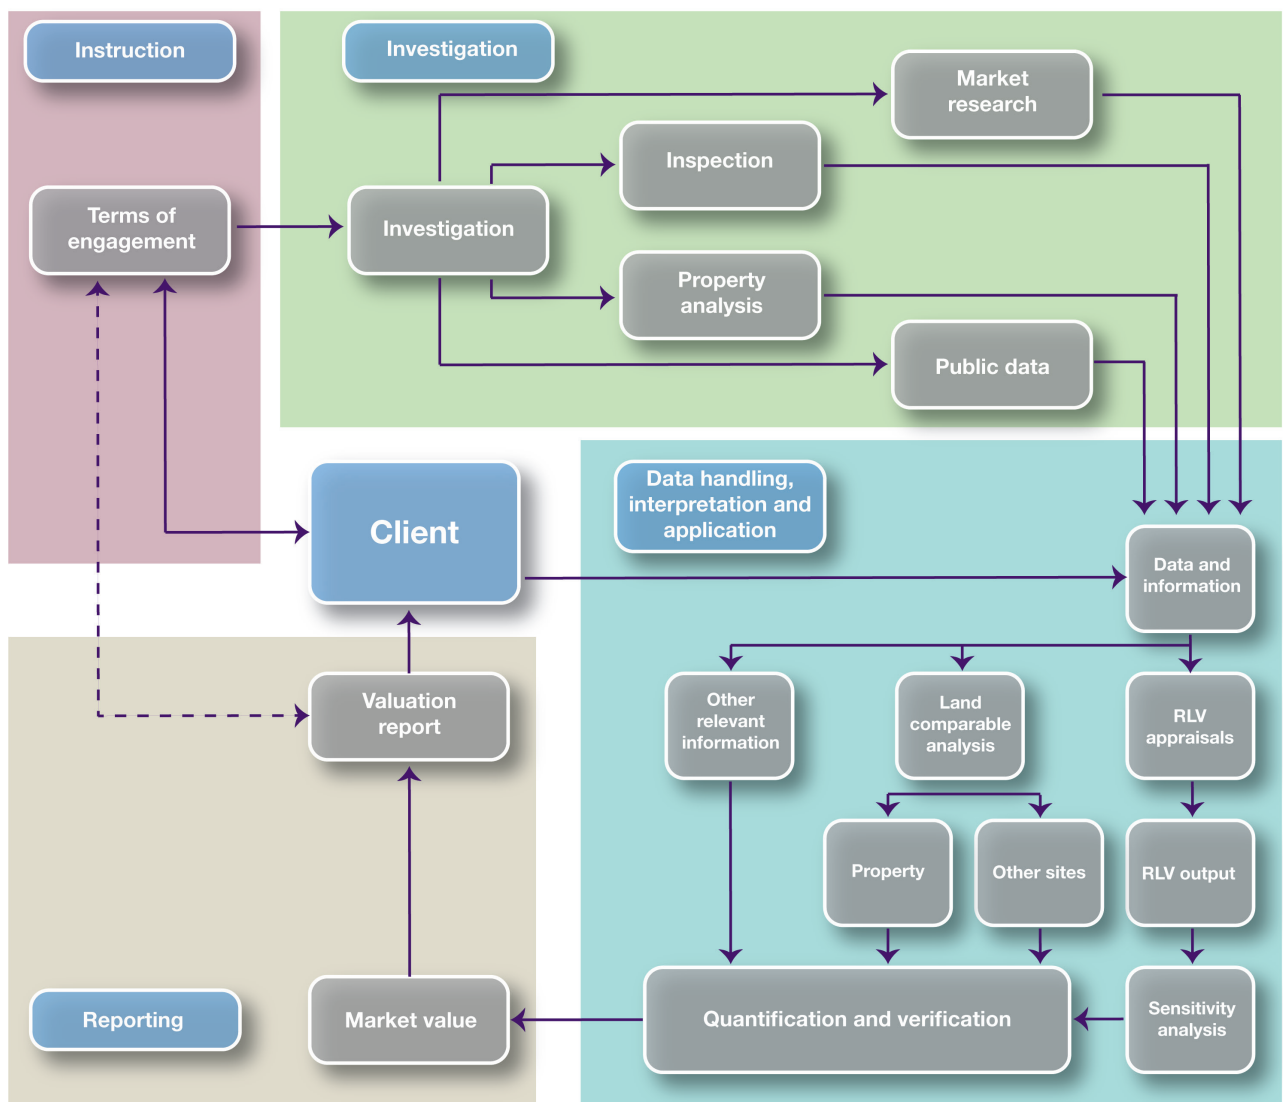 Instruction
Investigation
Market
research
Inspection
Terms of
engagement
Investigation
Property
analysis
Public data
Client
Data handling,
interpretation and
application
Data and
information
Valuation
report
Other
relevant
information
Land
comparable
analysis
RLV
appraisals
Property
Other sites
RLV output
Reporting
Market value
Quantification and verification
Sensitivity
analysis